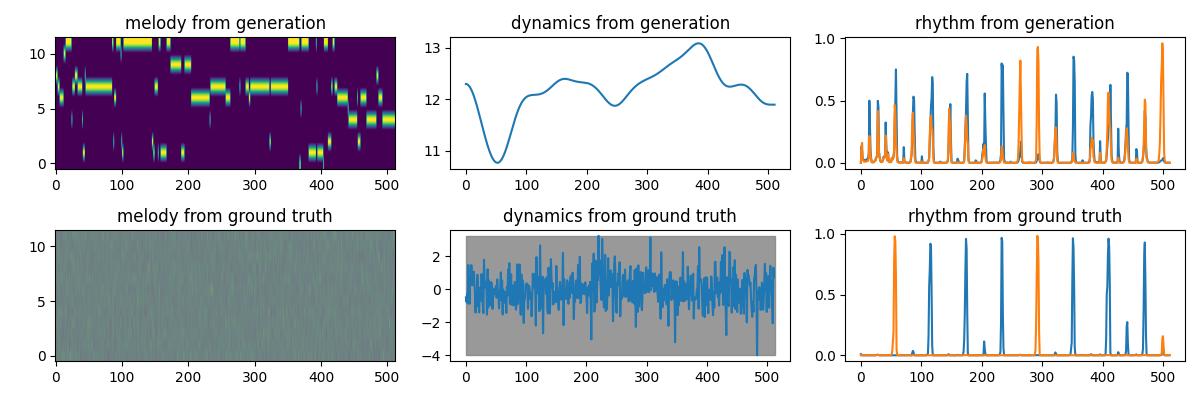 melody from generation
10
5
0
0 100 200 300 400 500
dynamics from generation
13
12
11
0 100 200 300 400 500
rhythm from generation
1.0
0.5
0.0
0 100 200 300 400 500
melody from ground truth
10
5
0
0 100 200 300 400 500
dynamics from ground truth
2
0
−2
−4
0 100 200 300 400 500
rhythm from ground truth
1.0
0.5
0.0
0 100 200 300 400 500